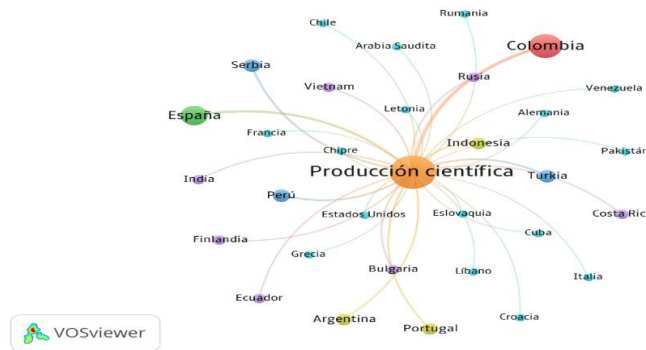 Rumania
Chile
Colombia
Arabia Saudita
Serbia
Rusia
Vietnam
Venezuela
España
Letonia
Alemania
Francia
Indonesia
Chipre
Pakistán
Producción científica
India
Turkia
Perú
Estados Unidos
Eslovaquia
Costa Ric
Cuba
Finlandia
Grecia
Bulgaria
Líbano
Italia
Ecuador
Argentina
Croacia
Portugal
VOSviewer